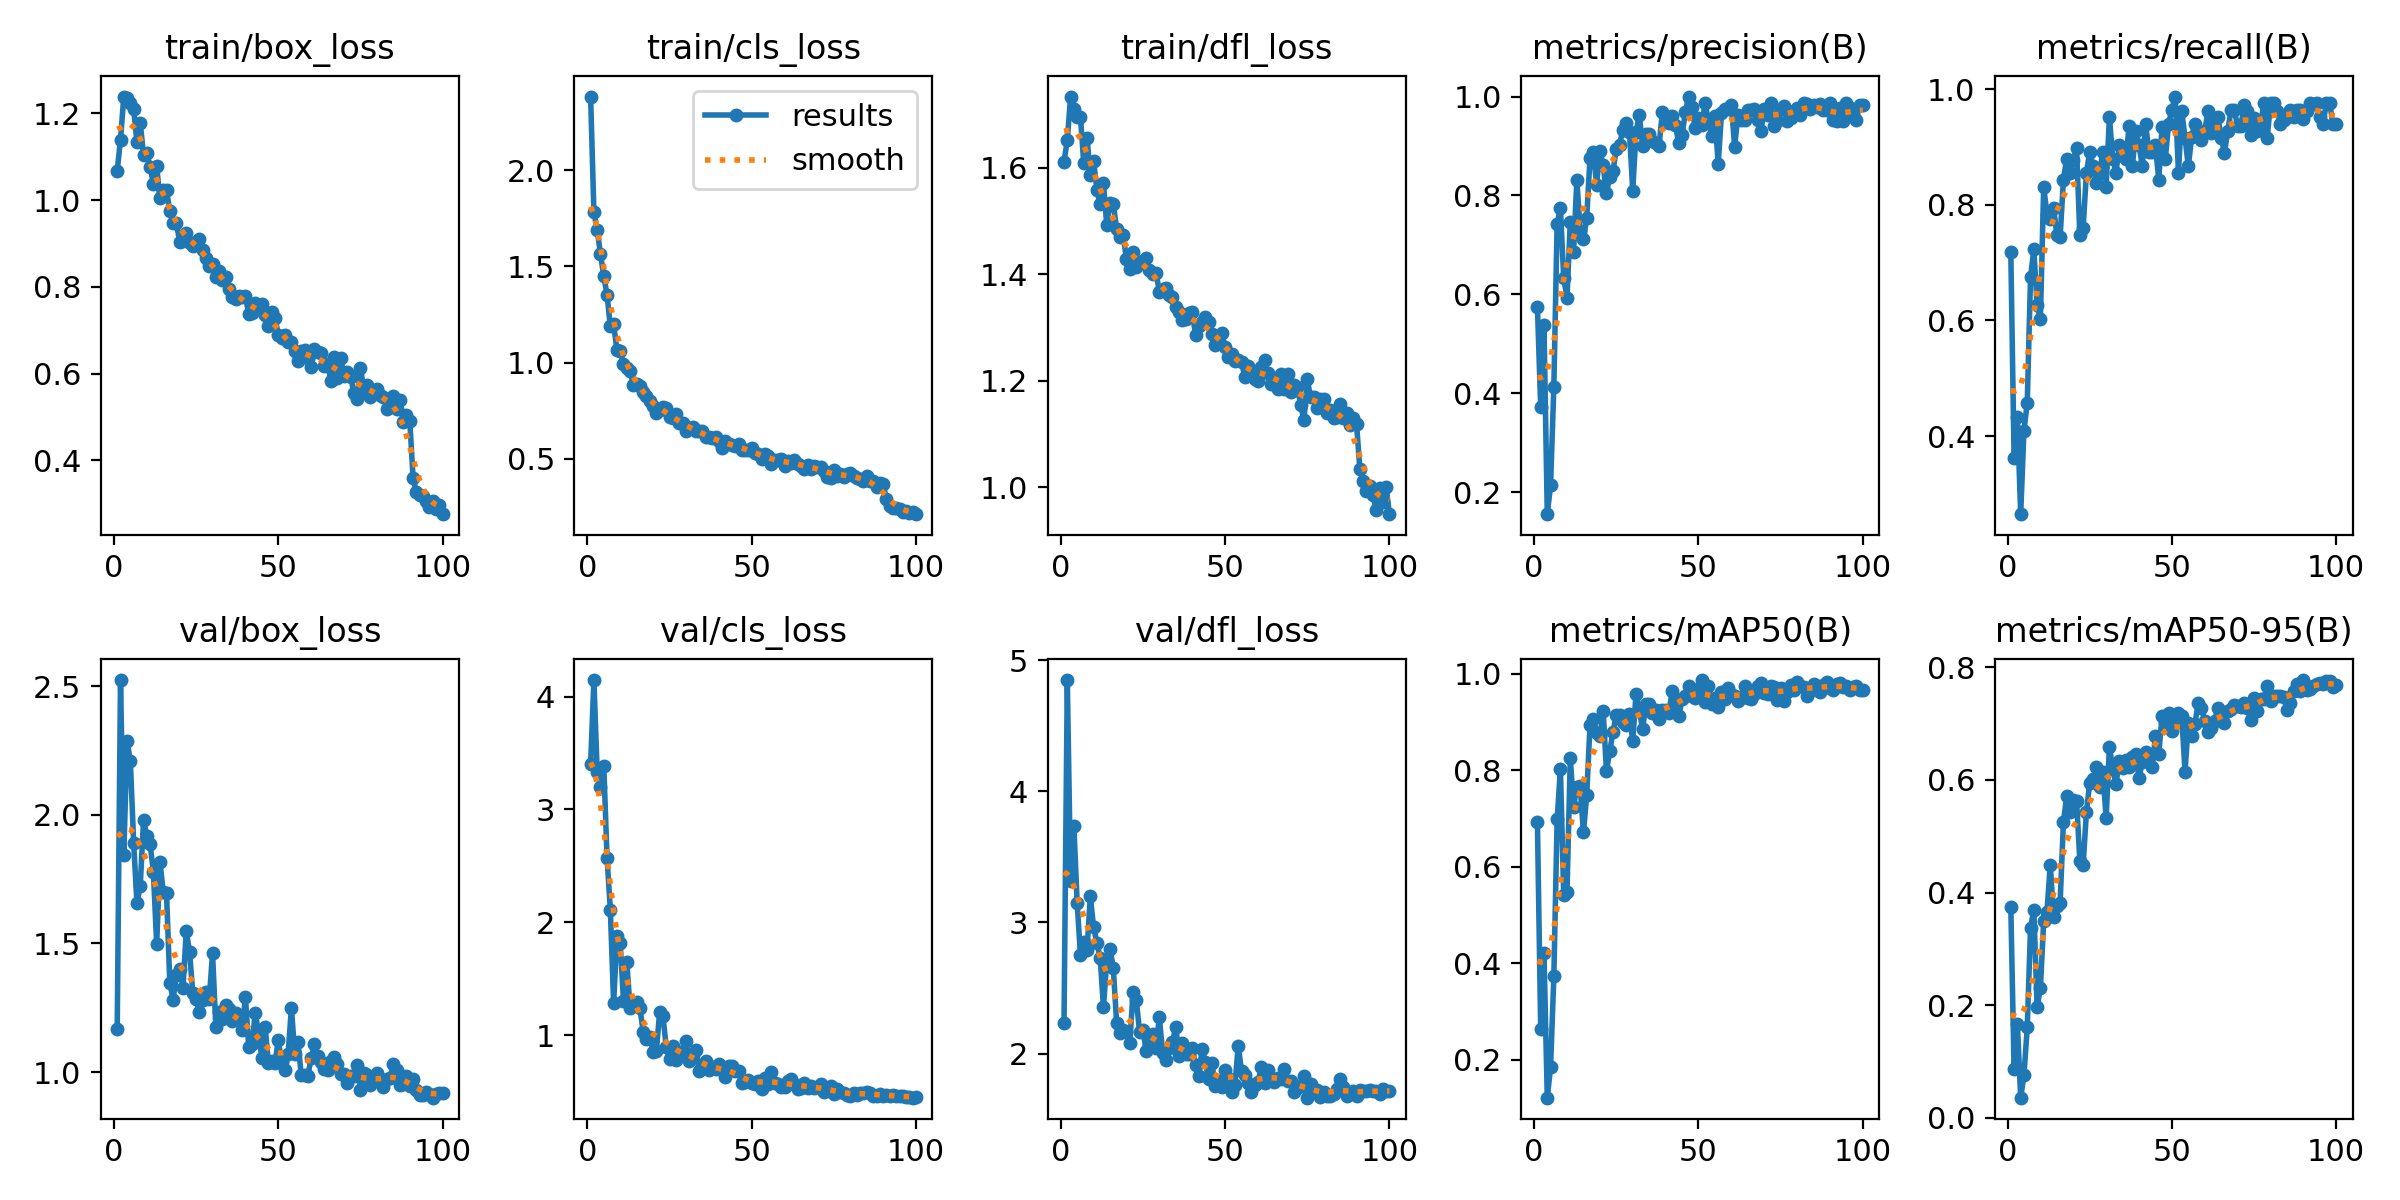 train/box_loss
1.2
1.0
0.8
0.6
0.4
0 50 100
train/cls_loss
results
smooth
2.0
1.5
1.0
0.5
0 50 100
train/dfl_loss
1.6
1.4
1.2
1.0
0 50 100
metrics/precision(B)
1.0
0.8
0.6
0.4
0.2
0 50 100
metrics/recall(B)
1.0
0.8
0.6
0.4
0 50 100
val/box_loss
2.5
2.0
1.5
1.0
0 50 100
val/cls_loss
4
3
2
1
0 50 100
val/dfl_loss
5
4
3
2
0 50 100
metrics/mAP50(B)
1.0
0.8
0.6
0.4
0.2
0 50 100
metrics/mAP50-95(B)
0.8
0.6
0.4
0.2
0.0
0 50 100